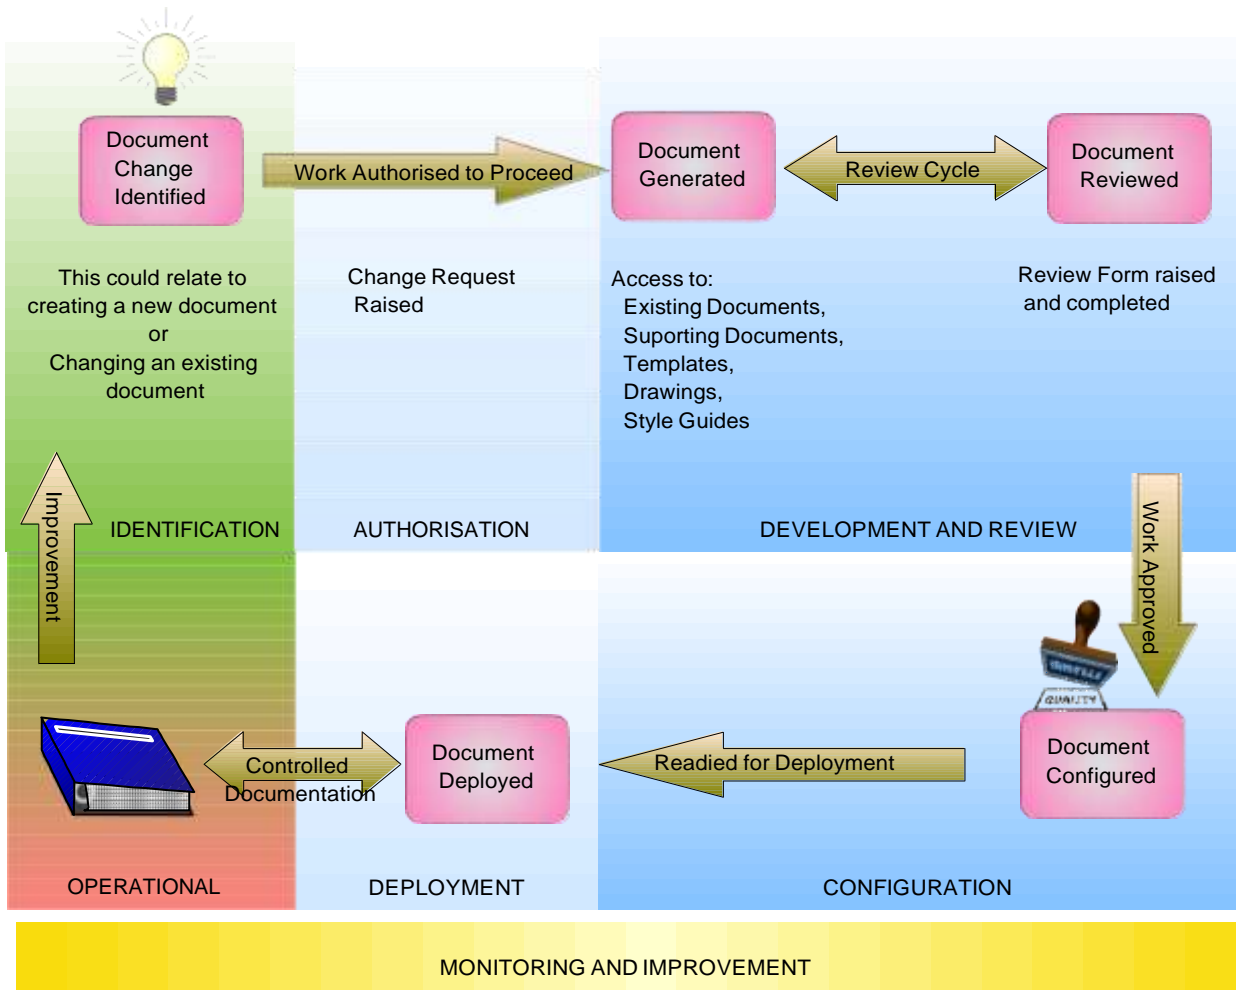 Document
Change
Identified
Work Authorised to Proceed
Document
Generated
Review Cycle
Document
Reviewed
This could relate to
creating a new document
or
Changing an existing
document
Change Request
Raised
Access to:
Existing Documents,
Suporting Documents,
Templates,
Drawings,
Style Guides
Review Form raised
and completed
Improvement
IDENTIFICATION
AUTHORISATION
DEVELOPMENT AND REVIEW
Work Approved
QUALITY
Document
Configured
Readied for Deployment
Document
Deployed
Controlled
Documentation
OPERATIONAL
DEPLOYMENT
CONFIGURATION
MONITORING AND IMPROVEMENT